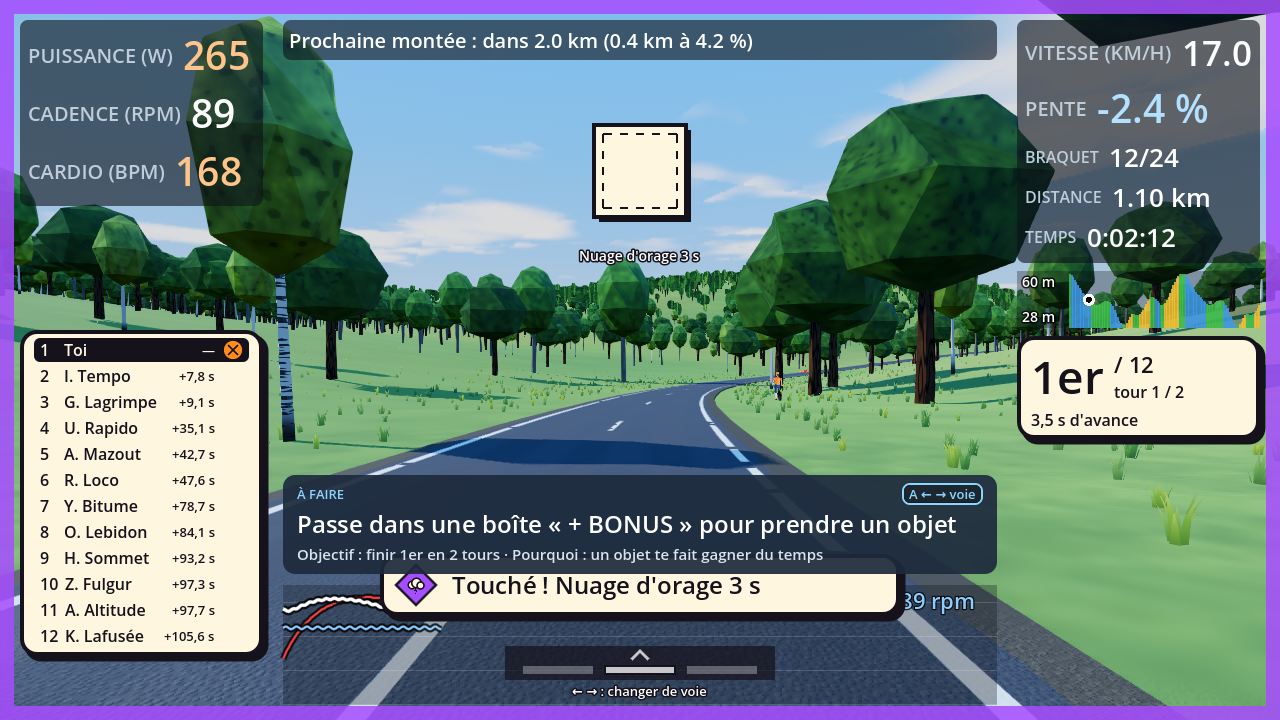 PUISSANCE (W) 265
CADENCE (RPM) 89
CARDIO (BPM) 168
Prochaine montée : dans 2.0 km (0.4 km à 4.2 %)
VITESSE (KM/H) 17.0
PENTE -2.4 %
BRAQUET 12/24
DISTANCE 1.10 km
TEMPS 0:02:12
60 m
28 m
Nuage d'orage 3 s
1 Toi —
2 I. Tempo +7,8 s
3 G. Lagrimpe +9,1 s
4 U. Rapido +35,1 s
5 A. Mazout +42,7 s
6 R. Loco +47,6 s
7 Y. Bitume +78,7 s
8 O. Lebidon +84,1 s
9 H. Sommet +93,2 s
10 Z. Fulgur +97,3 s
11 A. Altitude +97,7 s
12 K. Lafusée +105,6 s
1er / 12
tour 1 / 2
3,5 s d'avance
À FAIRE
A ← → voie
Passe dans une boîte « + BONUS » pour prendre un objet
Objectif : finir 1er en 2 tours · Pourquoi : un objet te fait gagner du temps
Touché ! Nuage d'orage 3 s
89 rpm
← → : changer de voie